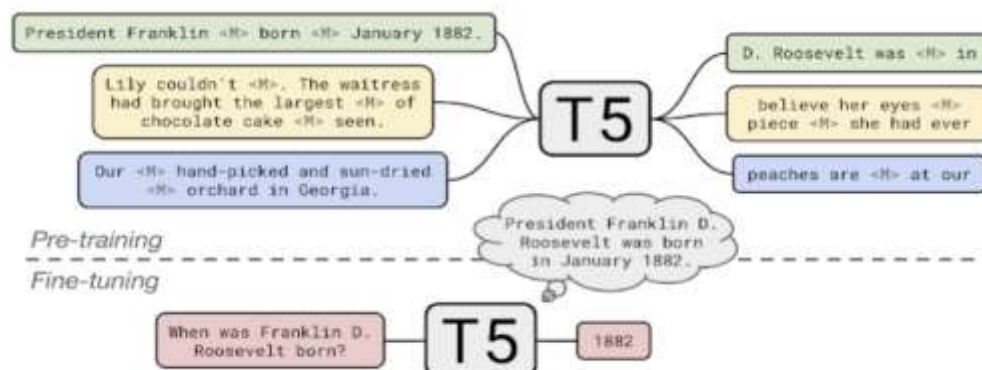 President Franklin <M> born <M> January 1882.
Lily couldn't <M>. The waitress
had brought the largest <M> of
chocolate cake <M> seen.
Our <M> hand-picked and sun-dried
<M> orchard in Georgia.
T5
D. Roosevelt was <M> in
believe her eyes <M>
piece <M> she had ever
peaches are <M> at our
Pre-training
President Franklin D.
Roosevelt was born
in January 1882.
Fine-tuning
When was Franklin D.
Roosevelt born?
T5
1882